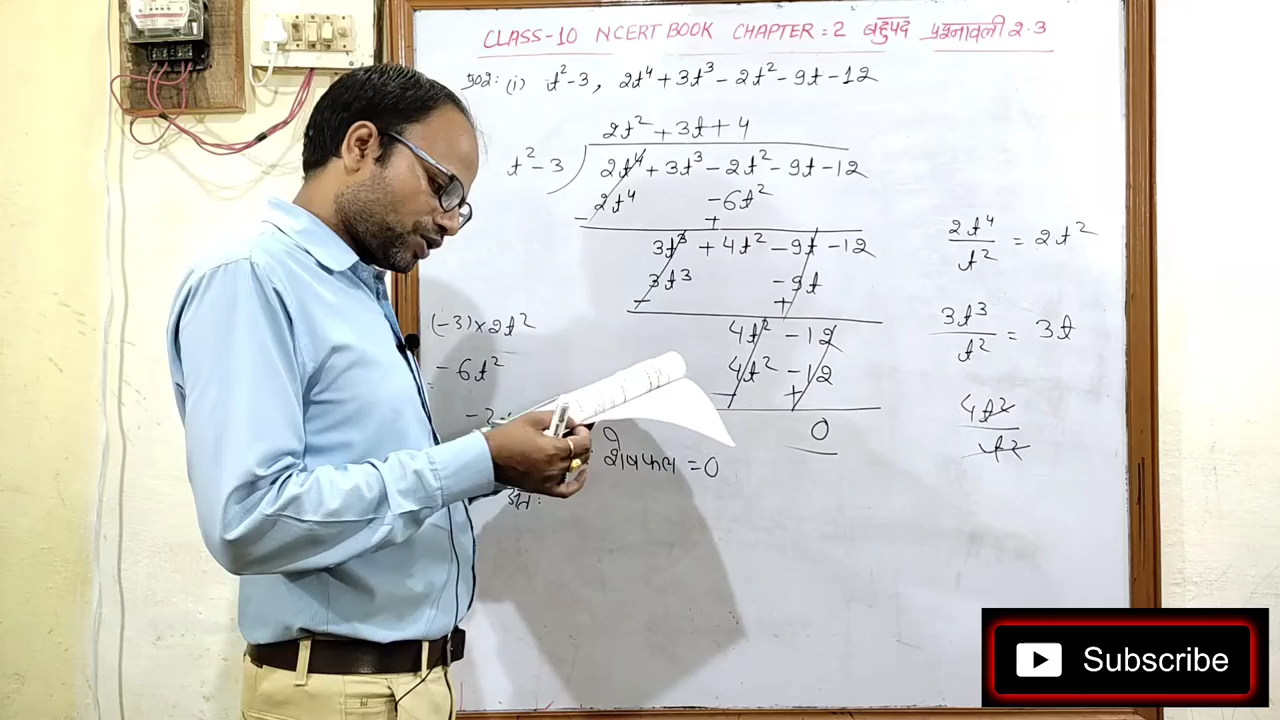 CLASS-10 NCERT BOOK CHAPTER = 2 बहुपद प्रश्नावली 2.3
प्र02: (i) t² - 3, 2t⁴ + 3t³ - 2t² - 9t - 12
2t² + 3t + 4
t² - 3 ) 2t⁴ + 3t³ - 2t² - 9t - 12
2t⁴ - 6t²
- +
3t³ + 4t² - 9t - 12
3t³ - 9t
- +
4t² - 12
4t² - 12
- +
0
शेषफल = 0
अतः
(-3) × 2t²
- 6t²
2t⁴/t² = 2t²
3t³/t² = 3t
4t²/t²
Subscribe